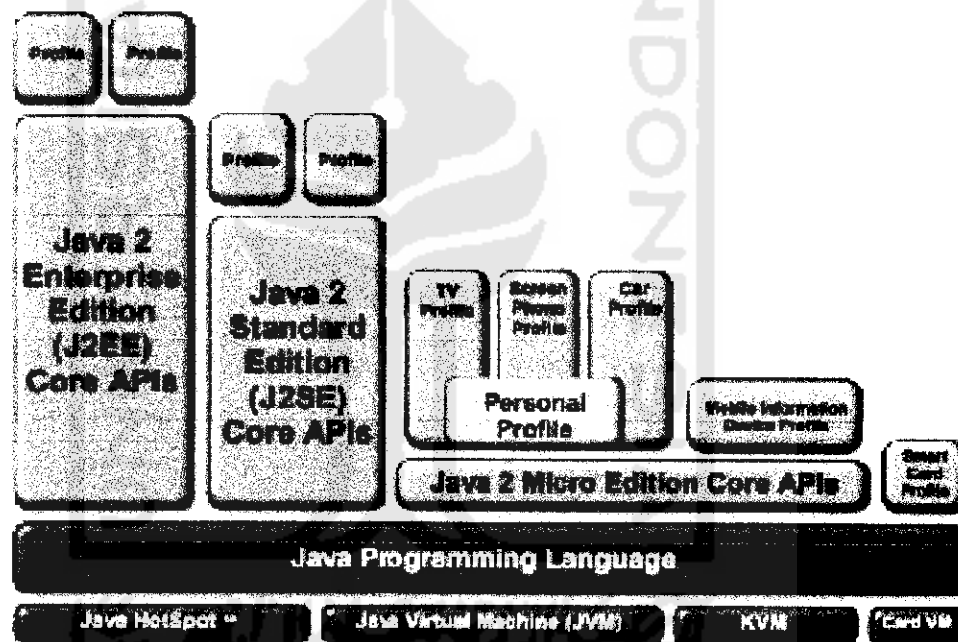 Profile
Profile
Profile
Profile
Java 2
Enterprise
Edition
(J2EE)
Core APIs
Java 2
Standard
Edition
(J2SE)
Core APIs
TV
Profile
Screen
Phone
Profile
Car
Profile
Personal
Profile
Mobile Information
Device Profile
Smart
Card
Profile
Java 2 Micro Edition Core APIs
Java Programming Language
Java HotSpot ™
Java Virtual Machine (JVM)
KVM
Card VM